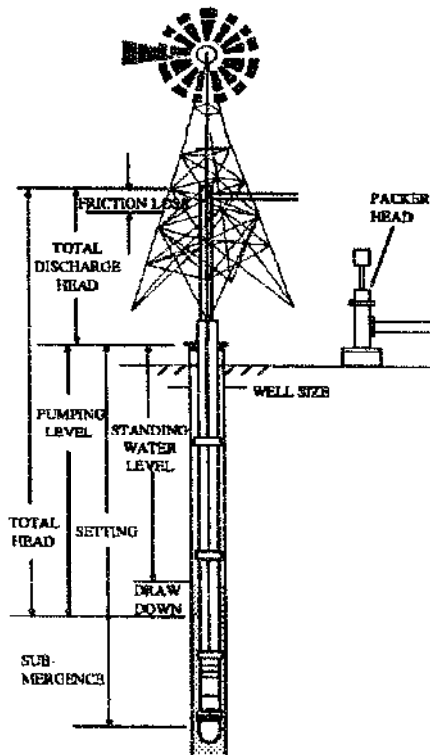 FRICTION LOSS
PACKER
HEAD
TOTAL
DISCHARGE
HEAD
WELL SIZE
PUMPING
LEVEL
STANDING
WATER
LEVEL
TOTAL
HEAD
SETTING
DRAW
DOWN
SUB-
MERGENCE